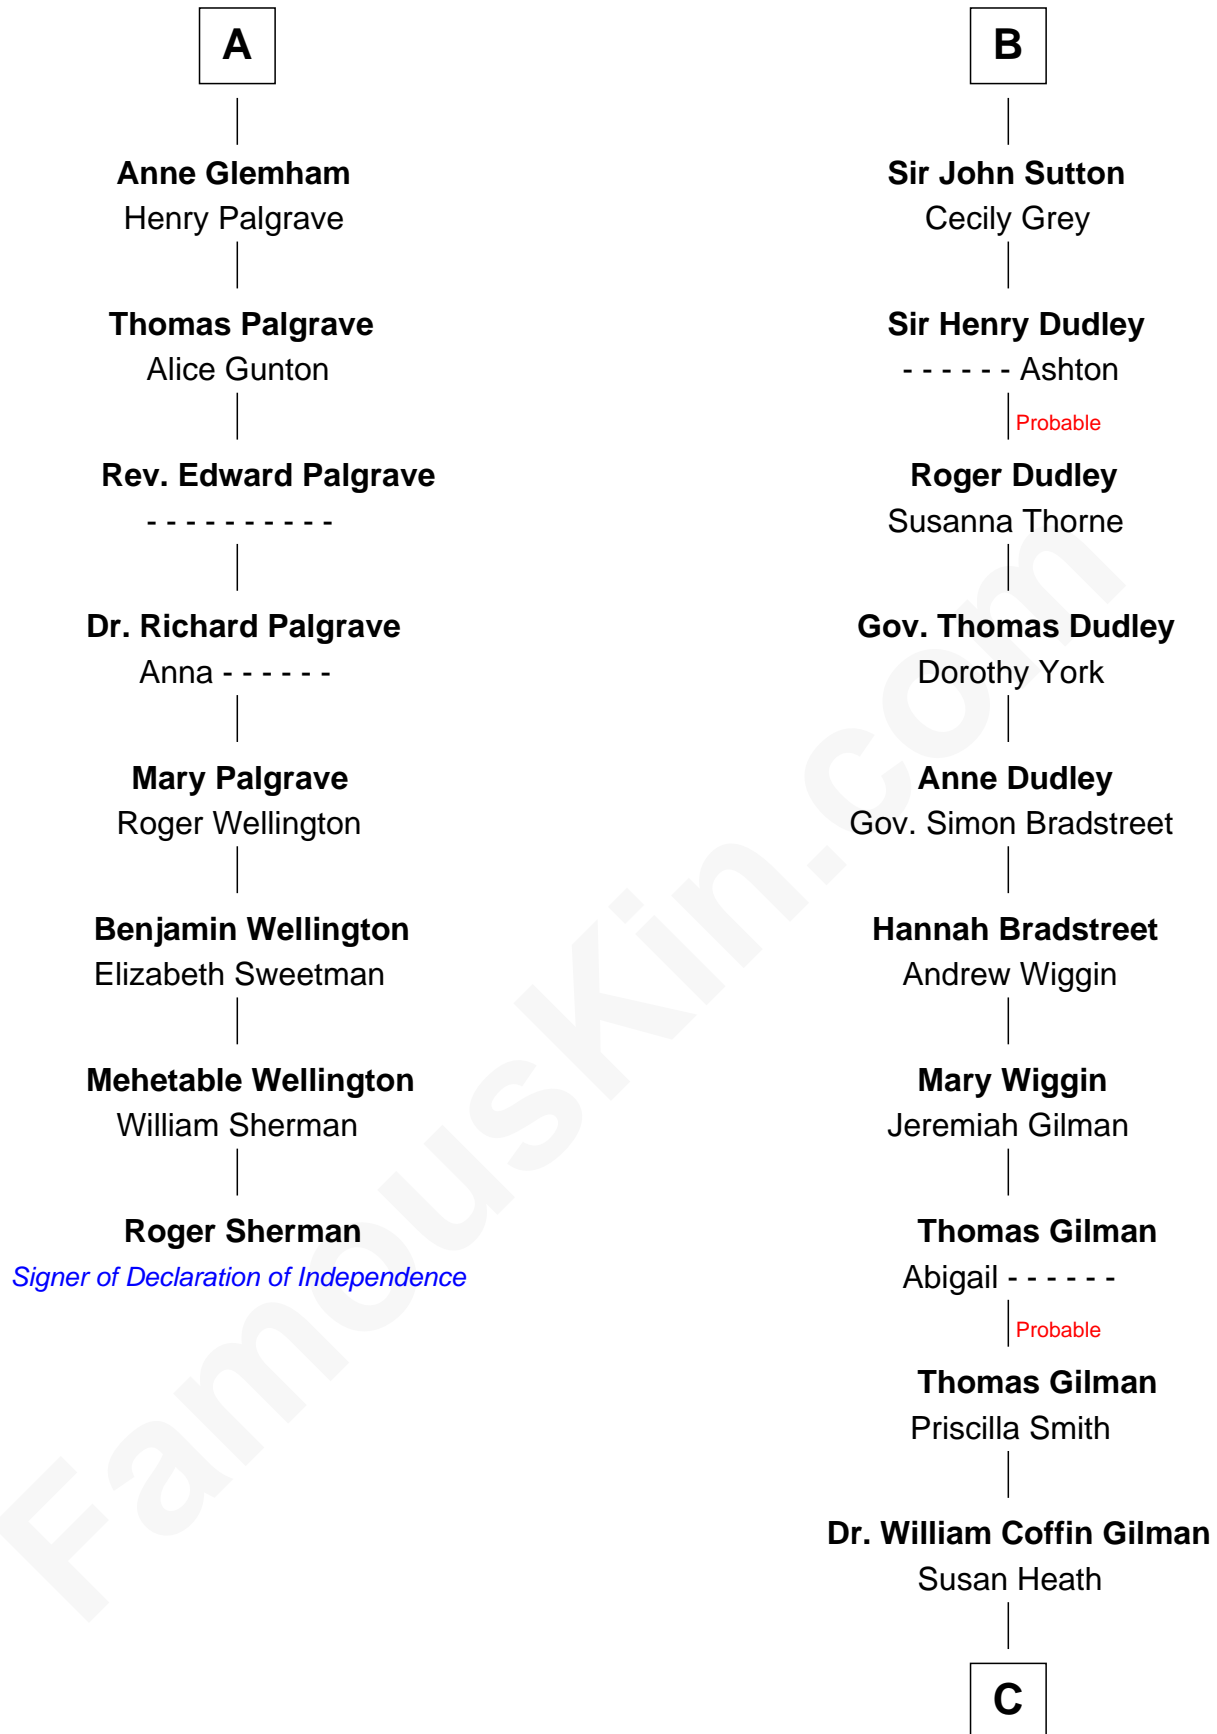 A
Anne Glemham
Henry Palgrave
Thomas Palgrave
Alice Gunton
Rev. Edward Palgrave
- - - - - - - - - -
Dr. Richard Palgrave
Anna - - - - - -
Mary Palgrave
Roger Wellington
Benjamin Wellington
Elizabeth Sweetman
Mehetable Wellington
William Sherman
Roger Sherman
Signer of Declaration of Independence
B
Sir John Sutton
Cecily Grey
Sir Henry Dudley
- - - - - - Ashton
Probable
Roger Dudley
Susanna Thorne
Gov. Thomas Dudley
Dorothy York
Anne Dudley
Gov. Simon Bradstreet
Hannah Bradstreet
Andrew Wiggin
Mary Wiggin
Jeremiah Gilman
Thomas Gilman
Abigail - - - - - -
Probable
Thomas Gilman
Priscilla Smith
Dr. William Coffin Gilman
Susan Heath
C
FamousKin.com